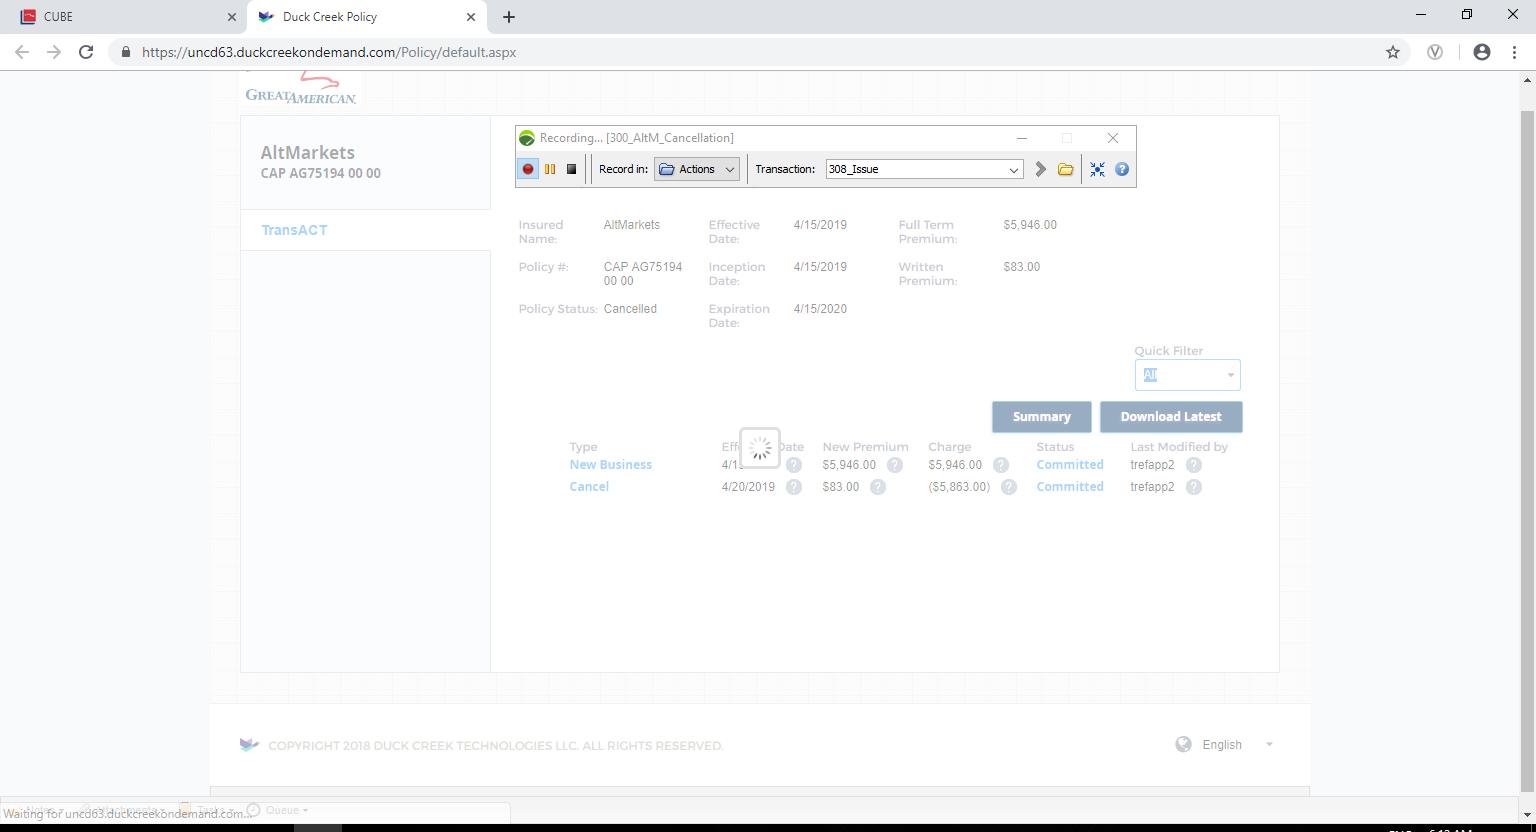 CUBE
Duck Creek Policy
https://uncd63.duckcreekondemand.com/Policy/default.aspx
GREATAMERICAN.
AltMarkets
CAP AG75194 00 00
TransACT
Recording... [300_AltM_Cancellation]
Record in: Actions Transaction: 308_Issue
Insured Name: AltMarkets Effective Date: 4/15/2019 Full Term Premium: $5,946.00
Policy #: CAP AG75194 00 00 Inception Date: 4/15/2019 Written Premium: $83.00
Policy Status: Cancelled Expiration Date: 4/15/2020
Quick Filter
All
Summary Download Latest
Type Date New Premium Charge Status Last Modified by
New Business $5,946.00 $5,946.00 Committed trefapp2
Cancel 4/20/2019 $83.00 ($5,863.00) Committed trefapp2
COPYRIGHT 2018 DUCK CREEK TECHNOLOGIES LLC. ALL RIGHTS RESERVED.
English
Notes Attachments Tasks Queue
Waiting for uncd63.duckcreekondemand.com...